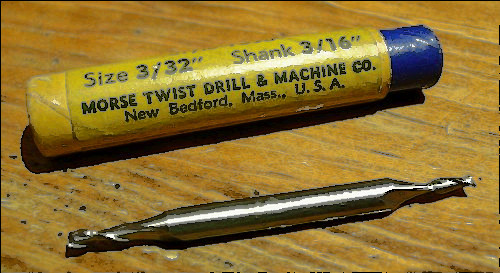 Size 3/32" Shank 3/16"
MORSE TWIST DRILL & MACHINE CO.
New Bedford, Mass., U. S. A.